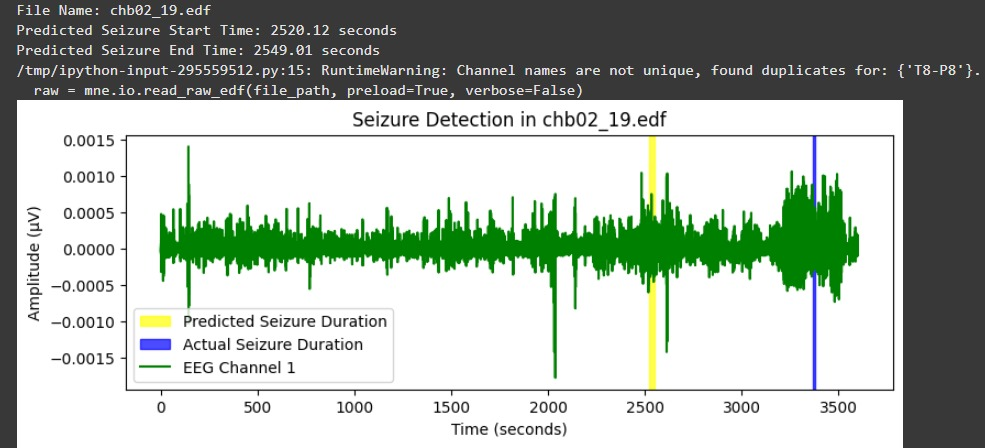 File Name: chb02_19.edf
Predicted Seizure Start Time: 2520.12 seconds
Predicted Seizure End Time: 2549.01 seconds
/tmp/ipython-input-295559512.py:15: RuntimeWarning: Channel names are not unique, found duplicates for: {'T8-P8'}.
raw = mne.io.read_raw_edf(file_path, preload=True, verbose=False)
Seizure Detection in chb02_19.edf
Amplitude (μV)
0.0015
0.0010
0.0005
0.0000
−0.0005
−0.0010
−0.0015
Predicted Seizure Duration
Actual Seizure Duration
EEG Channel 1
0 500 1000 1500 2000 2500 3000 3500
Time (seconds)